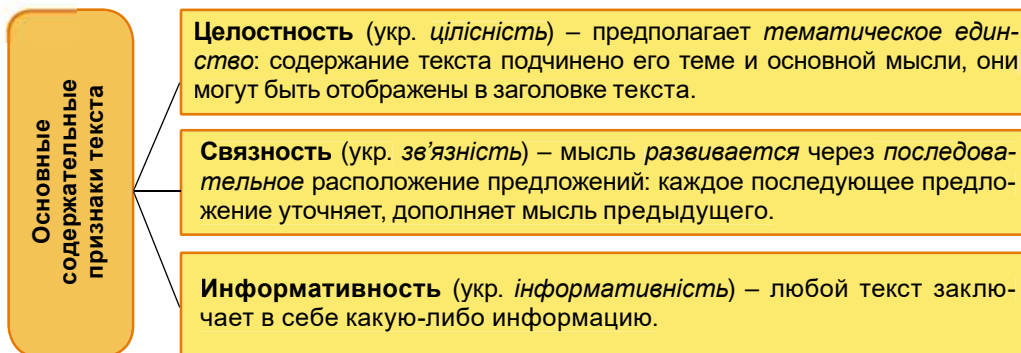 Основные
содержательные
признаки текста
Целостность (укр. цілісність) – предполагает тематическое един-
ство: содержание текста подчинено его теме и основной мысли, они
могут быть отображены в заголовке текста.
Связность (укр. зв’язність) – мысль развивается через последова-
тельное расположение предложений: каждое последующее предло-
жение уточняет, дополняет мысль предыдущего.
Информативность (укр. інформативність) – любой текст заклю-
чает в себе какую-либо информацию.